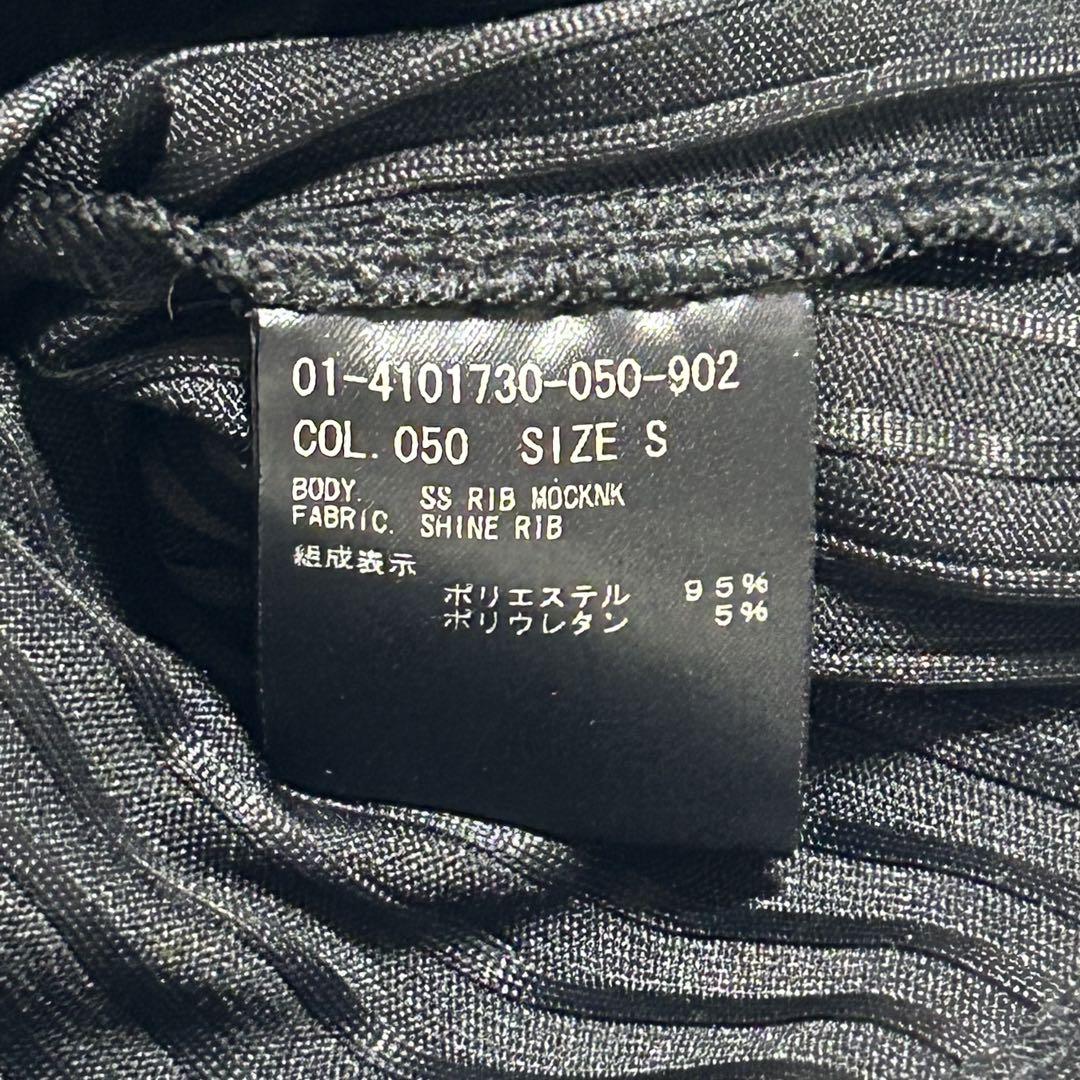 01-4101730-050-902
COL. 050 SIZE S
BODY. SS RIB MOCKNK
FABRIC. SHINE RIB
組成表示
ポリエステル 95%
ポリウレタン 5%